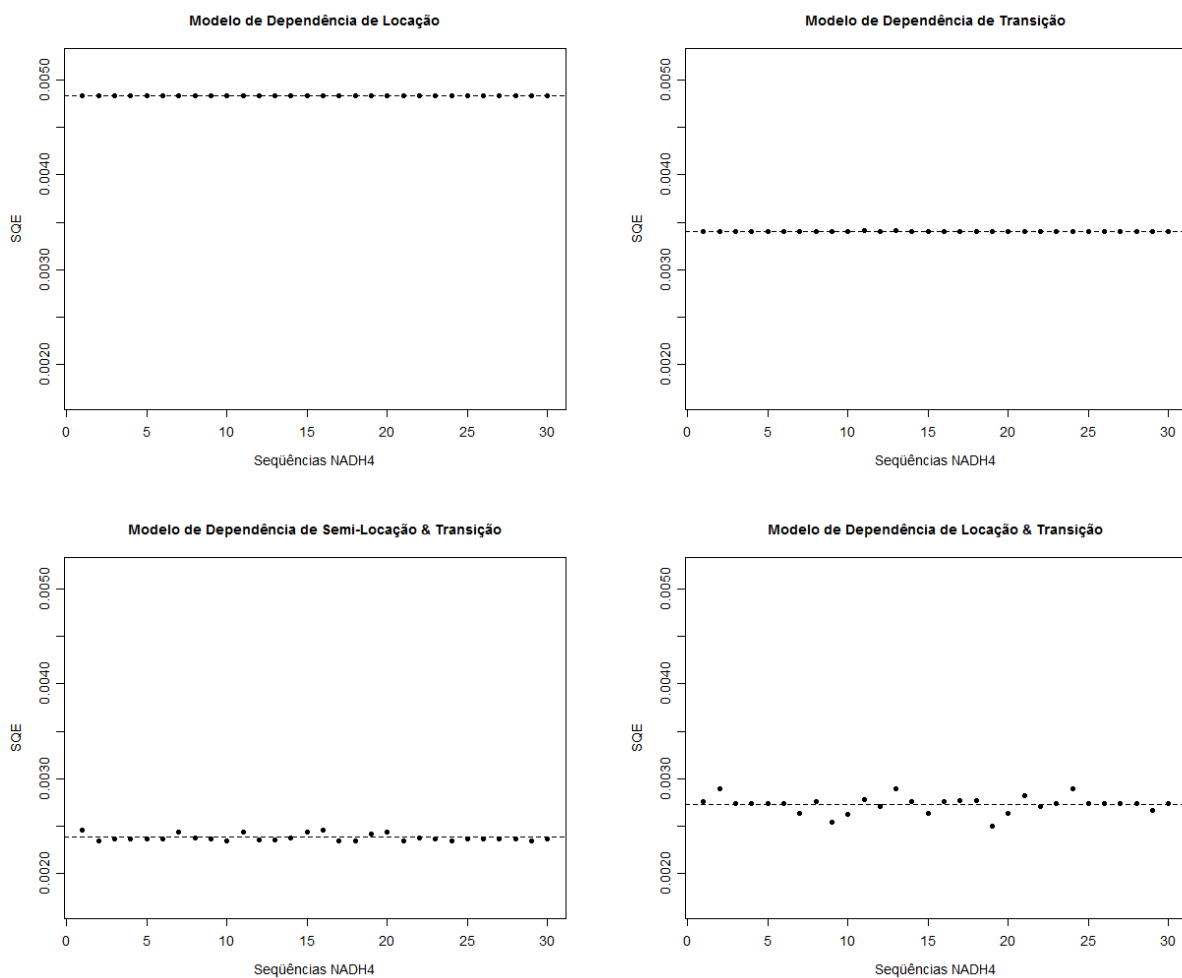 Modelo de Dependência de Locação
SQE
0.0050
0.0040
0.0030
0.0020
0 5 10 15 20 25 30
Seqüências NADH4
Modelo de Dependência de Transição
SQE
0.0050
0.0040
0.0030
0.0020
0 5 10 15 20 25 30
Seqüências NADH4
Modelo de Dependência de Semi-Locação & Transição
SQE
0.0050
0.0040
0.0030
0.0020
0 5 10 15 20 25 30
Seqüências NADH4
Modelo de Dependência de Locação & Transição
SQE
0.0050
0.0040
0.0030
0.0020
0 5 10 15 20 25 30
Seqüências NADH4